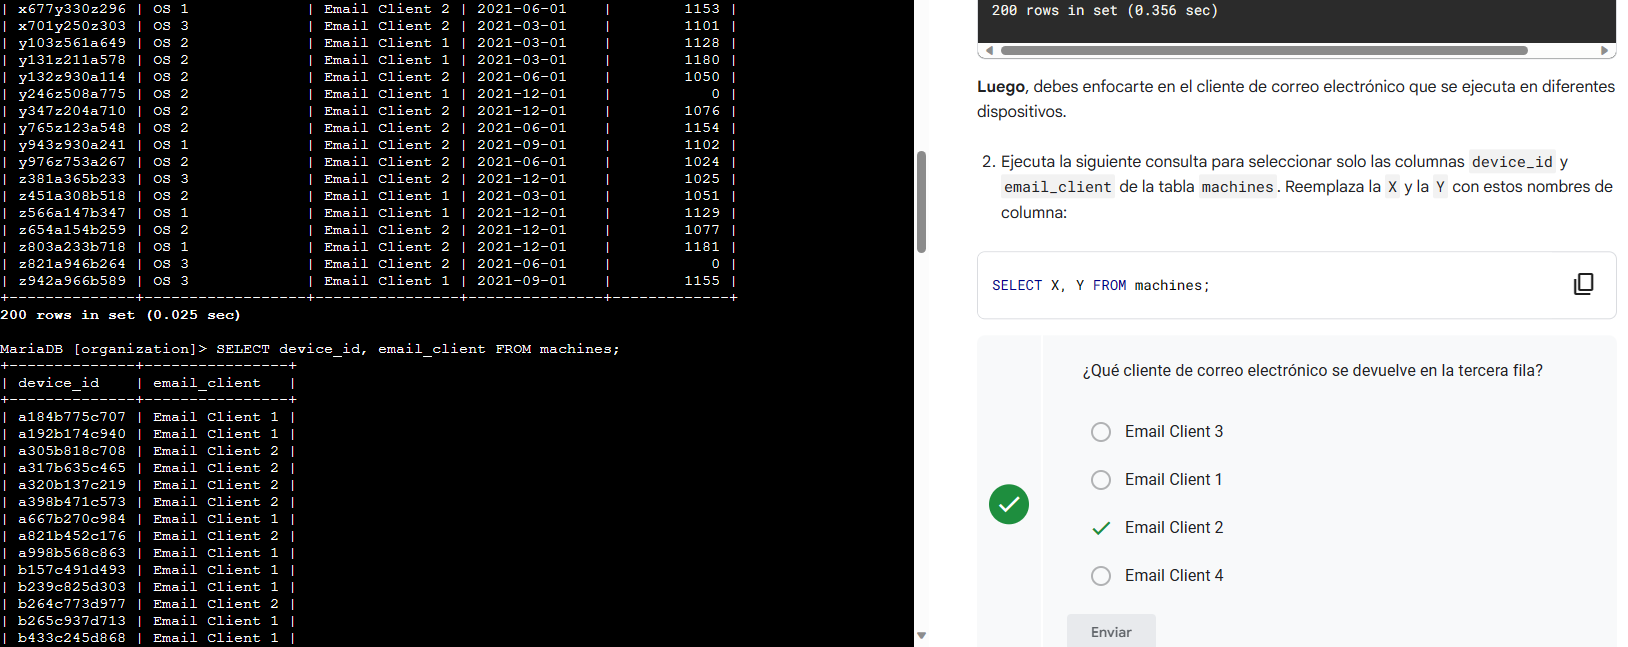 | x677y330z296 | OS 1             | Email Client 2 | 2021-06-01    |        1153 |
| x701y250z303 | OS 3             | Email Client 2 | 2021-03-01    |        1101 |
| y103z561a649 | OS 2             | Email Client 1 | 2021-03-01    |        1128 |
| y131z211a578 | OS 2             | Email Client 1 | 2021-03-01    |        1180 |
| y132z930a114 | OS 2             | Email Client 2 | 2021-06-01    |        1050 |
| y246z508a775 | OS 2             | Email Client 1 | 2021-12-01    |           0 |
| y347z204a710 | OS 2             | Email Client 2 | 2021-12-01    |        1076 |
| y765z123a548 | OS 2             | Email Client 2 | 2021-06-01    |        1154 |
| y943z930a241 | OS 1             | Email Client 2 | 2021-09-01    |        1102 |
| y976z753a267 | OS 2             | Email Client 2 | 2021-06-01    |        1024 |
| z381a365b233 | OS 3             | Email Client 2 | 2021-12-01    |        1025 |
| z451a308b518 | OS 2             | Email Client 1 | 2021-03-01    |        1051 |
| z566a147b347 | OS 1             | Email Client 1 | 2021-12-01    |        1129 |
| z654a154b259 | OS 2             | Email Client 2 | 2021-12-01    |        1077 |
| z803a233b718 | OS 1             | Email Client 2 | 2021-12-01    |        1181 |
| z821a946b264 | OS 3             | Email Client 2 | 2021-06-01    |           0 |
| z942a966b589 | OS 3             | Email Client 1 | 2021-09-01    |        1155 |
+--------------+------------------+----------------+---------------+-------------+
200 rows in set (0.025 sec)
MariaDB [organization]> SELECT device_id, email_client FROM machines;
+--------------+----------------+
| device_id    | email_client   |
+--------------+----------------+
| a184b775c707 | Email Client 1 |
| a192b174c940 | Email Client 1 |
| a305b818c708 | Email Client 2 |
| a317b635c465 | Email Client 2 |
| a320b137c219 | Email Client 2 |
| a398b471c573 | Email Client 2 |
| a667b270c984 | Email Client 1 |
| a821b452c176 | Email Client 2 |
| a998b568c863 | Email Client 1 |
| b157c491d493 | Email Client 1 |
| b239c825d303 | Email Client 1 |
| b264c773d977 | Email Client 2 |
| b265c937d713 | Email Client 1 |
| b433c245d868 | Email Client 1 |
200 rows in set (0.356 sec)
Luego, debes enfocarte en el cliente de correo electrónico que se ejecuta en diferentes
dispositivos.
2. Ejecuta la siguiente consulta para seleccionar solo las columnas device_id y
email_client de la tabla machines. Reemplaza la X y la Y con estos nombres de
columna:
SELECT X, Y FROM machines;
¿Qué cliente de correo electrónico se devuelve en la tercera fila?
Email Client 3
Email Client 1
Email Client 2
Email Client 4
Enviar